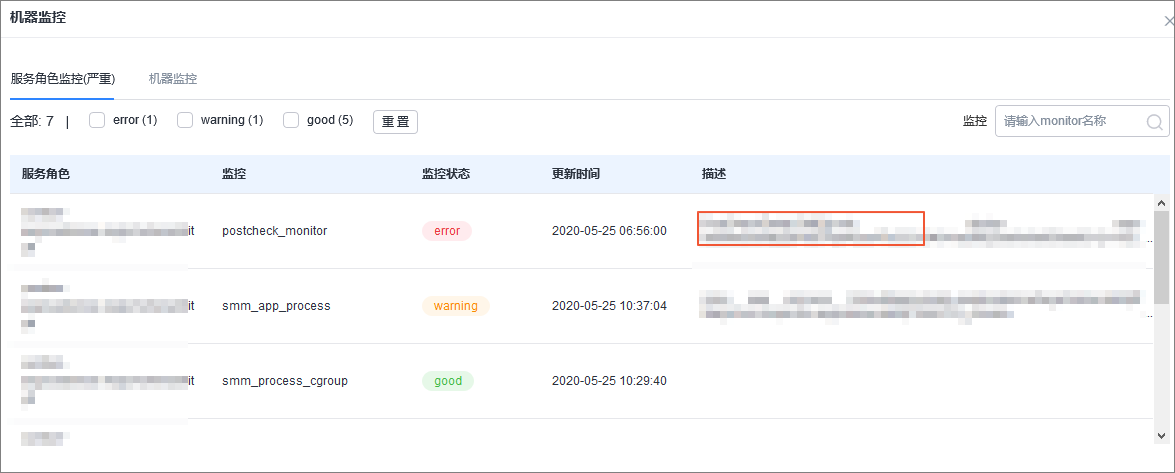 机器监控
服务角色监控(严重) 机器监控
全部: 7 | error (1) warning (1) good (5) 重 置 监控 请输入monitor名称
服务角色 监控 监控状态 更新时间 描述
it postcheck_monitor error 2020-05-25 06:56:00 ..
it smm_app_process warning 2020-05-25 10:37:04 ..
it smm_process_cgroup good 2020-05-25 10:29:40